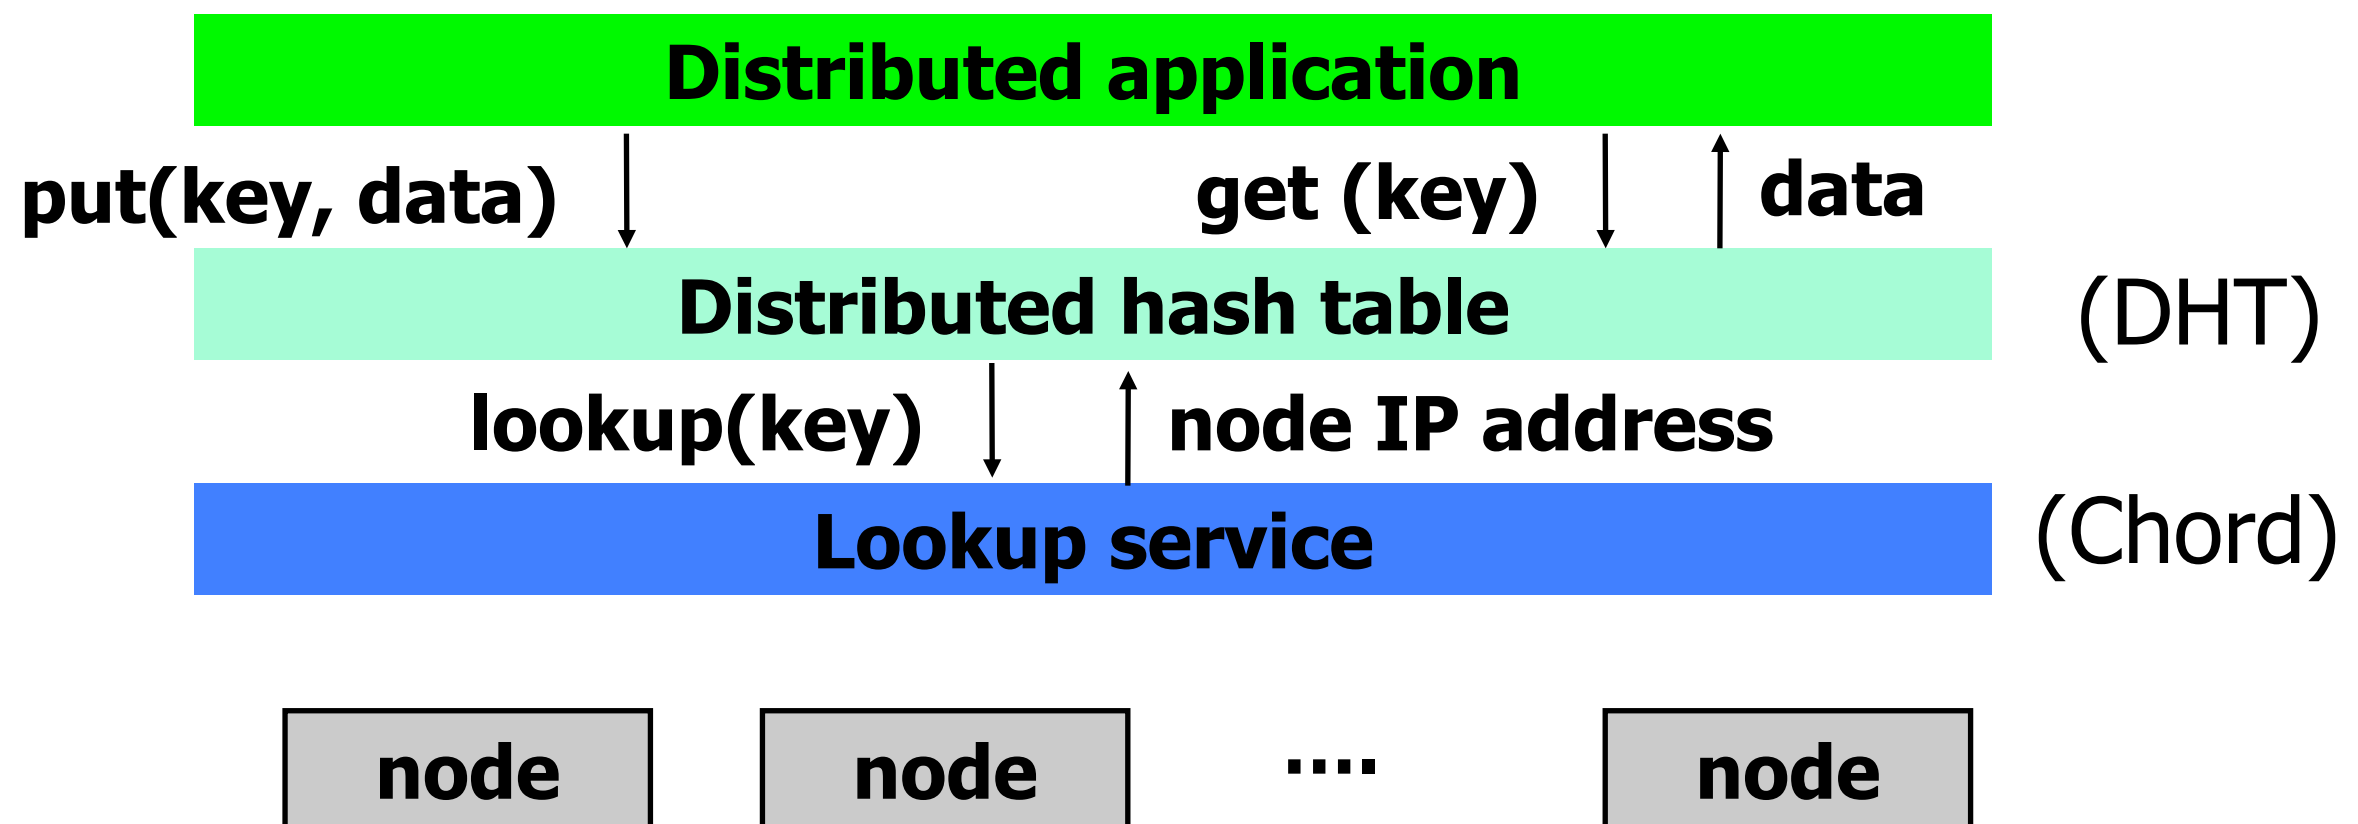 Distributed application
put(key, data)
get (key)
data
Distributed hash table
(DHT)
lookup(key)
node IP address
Lookup service
(Chord)
node
node
....
node